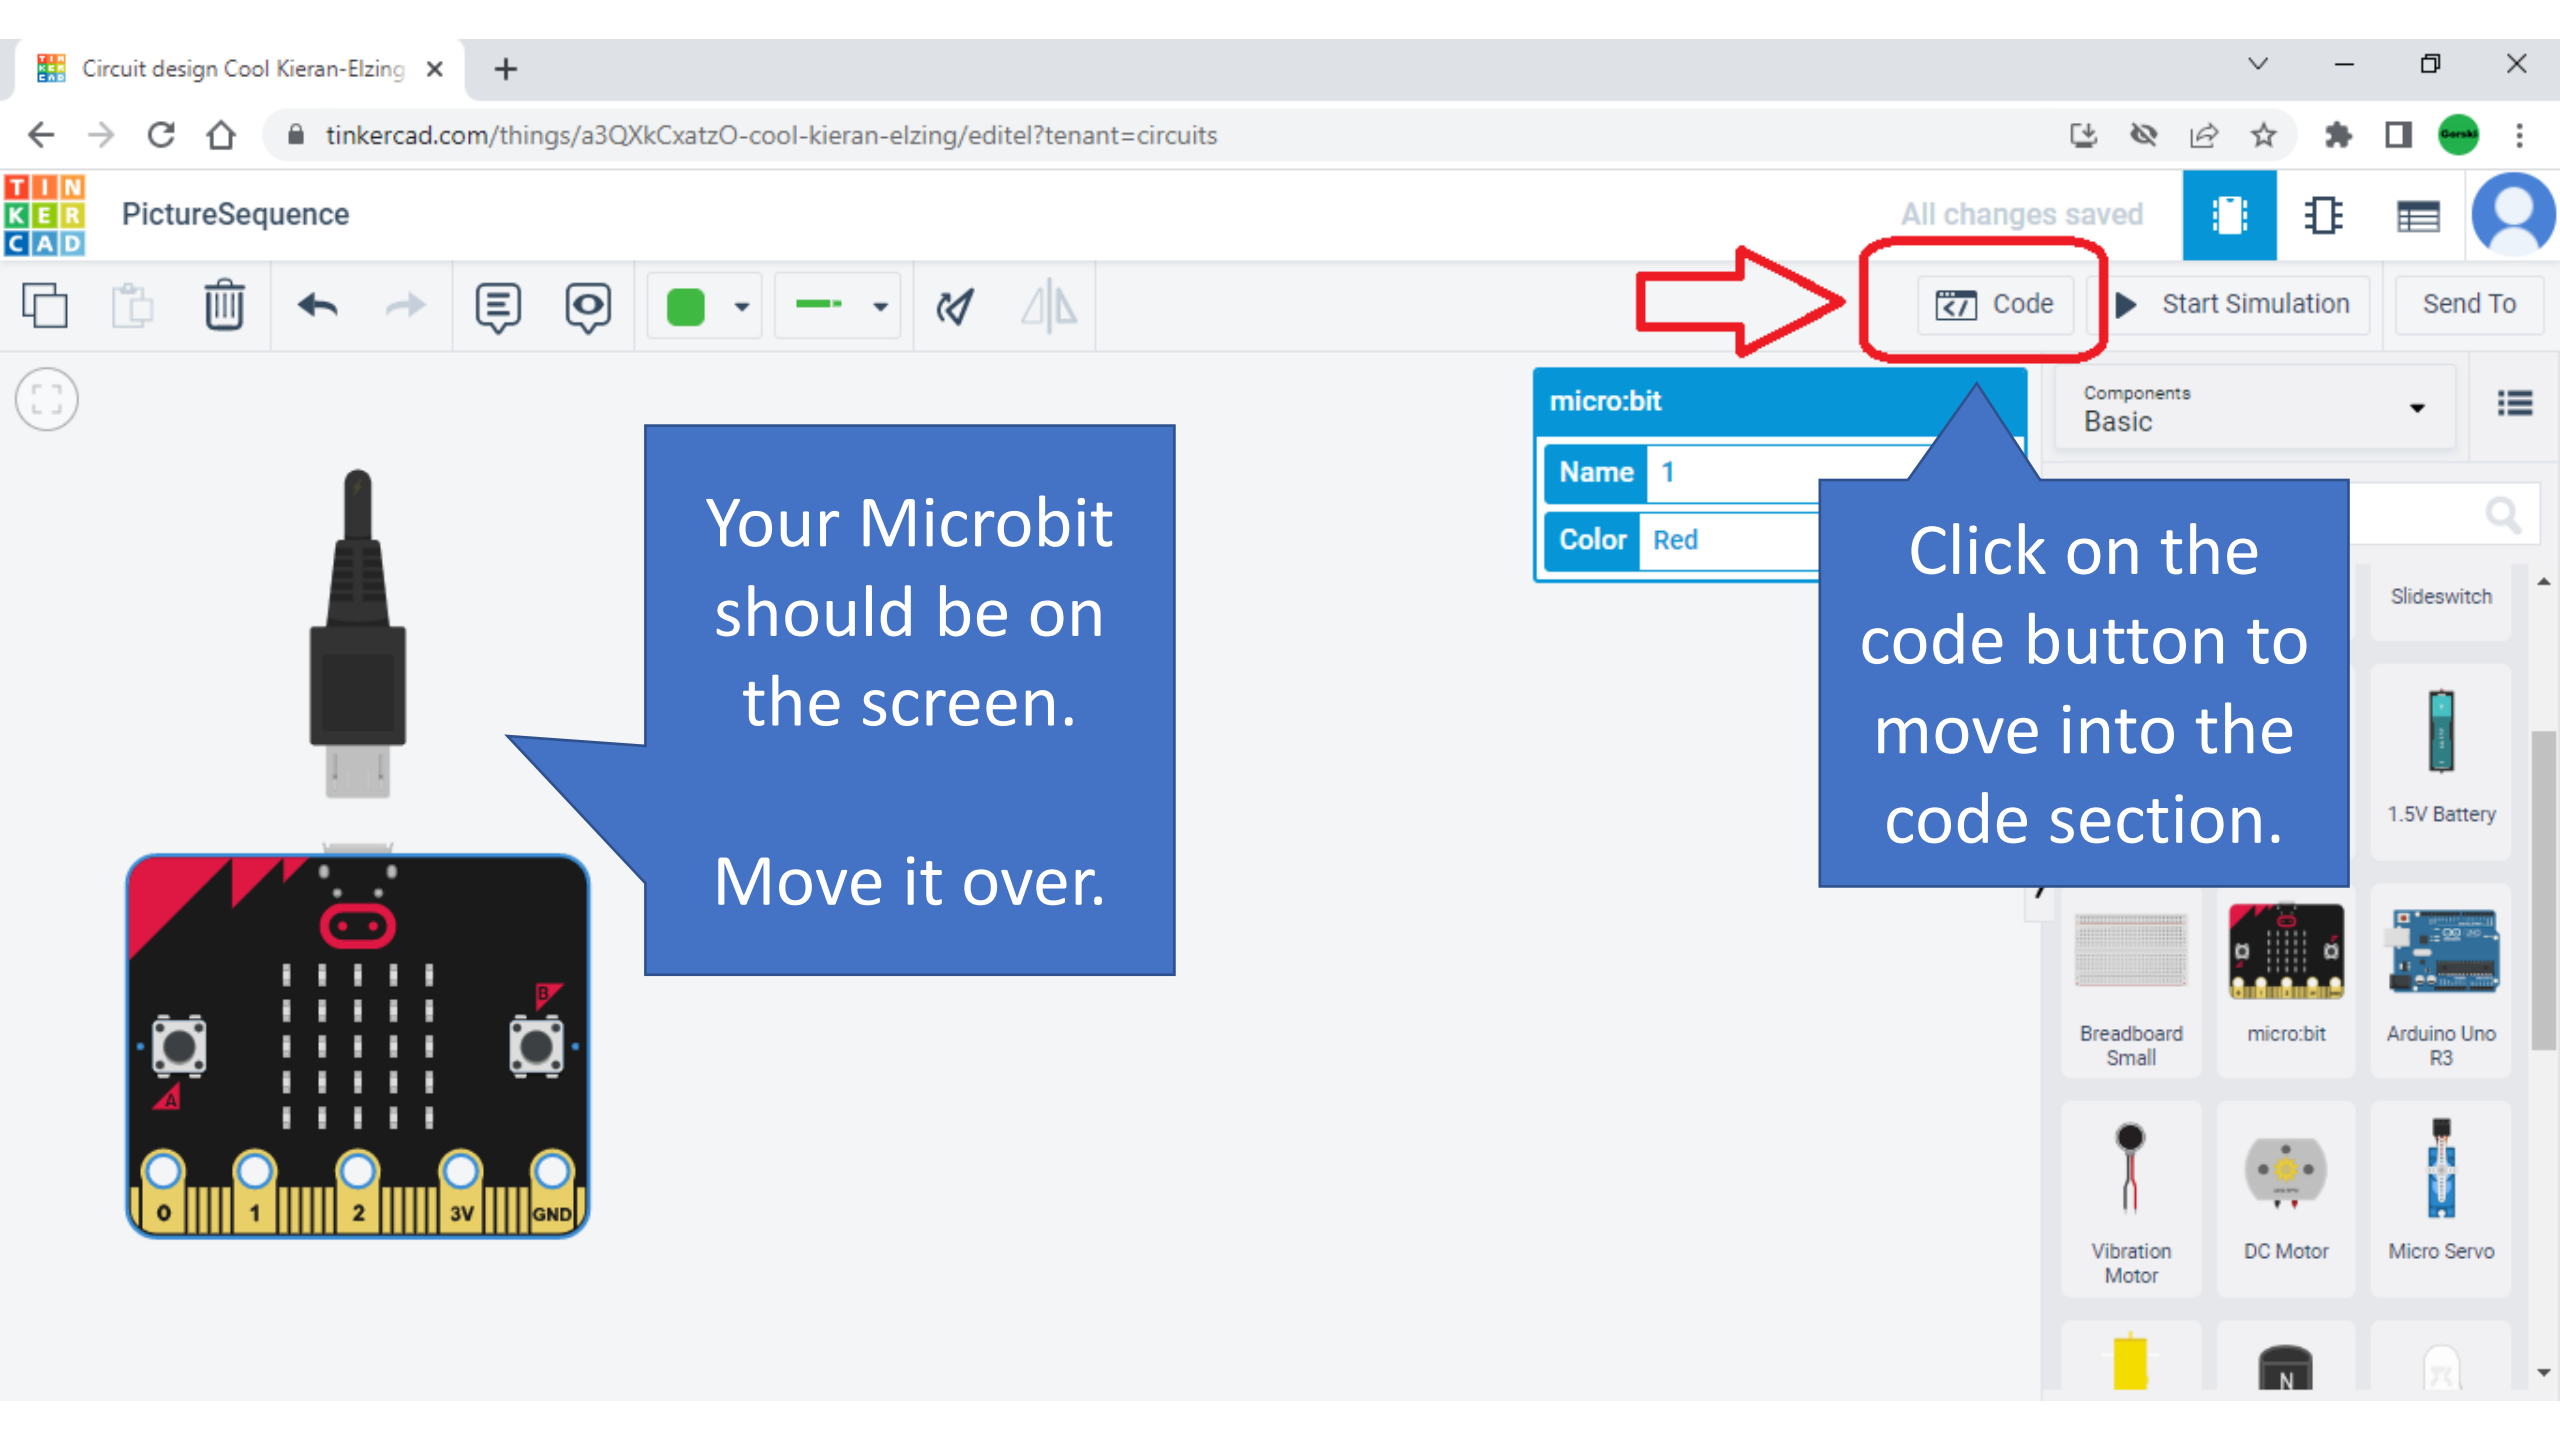 TIN
KER
CAD
Circuit design Cool Kieran-Elzing
tinkercad.com/things/a3QXkCxatzO-cool-kieran-elzing/editel?tenant=circuits
Gorski
TIN
KER
CAD
PictureSequence
All changes saved
Code
Start Simulation
Send To
micro:bit
Name 1
Color Red
Components
Basic
Your Microbit
should be on
the screen.
Move it over.
Click on the
code button to
move into the
code section.
Slideswitch
1.5V Battery
Breadboard
Small
micro:bit
Arduino Uno
R3
Vibration
Motor
DC Motor
Micro Servo
N
B
A
0 1 2 3V GND